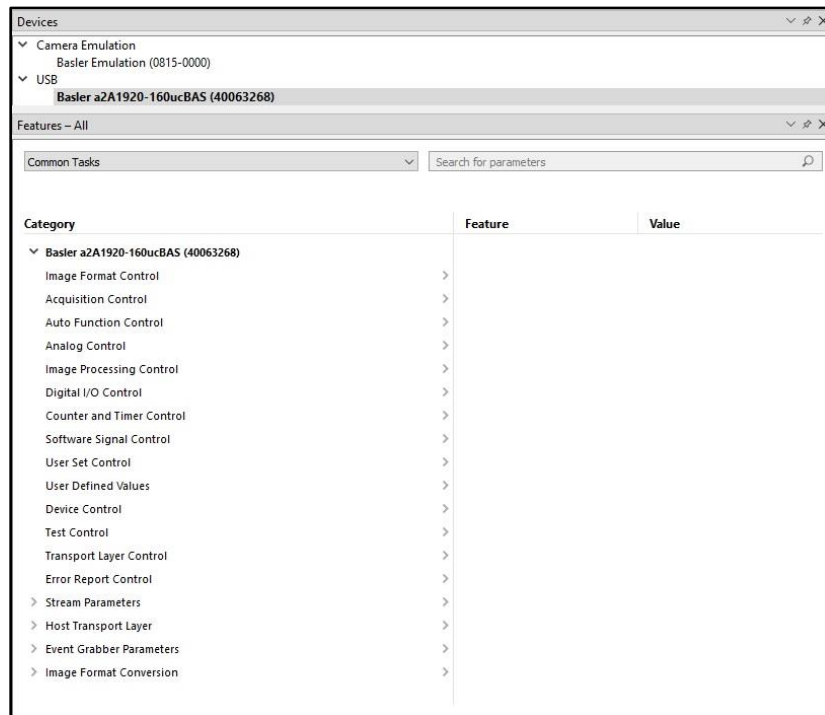 Devices
Camera Emulation
Basler Emulation (0815-0000)
USB
Basler a2A1920-160ucBAS (40063268)
Features – All
Common Tasks Search for parameters
Category Feature Value
Basler a2A1920-160ucBAS (40063268)
Image Format Control
Acquisition Control
Auto Function Control
Analog Control
Image Processing Control
Digital I/O Control
Counter and Timer Control
Software Signal Control
User Set Control
User Defined Values
Device Control
Test Control
Transport Layer Control
Error Report Control
Stream Parameters
Host Transport Layer
Event Grabber Parameters
Image Format Conversion